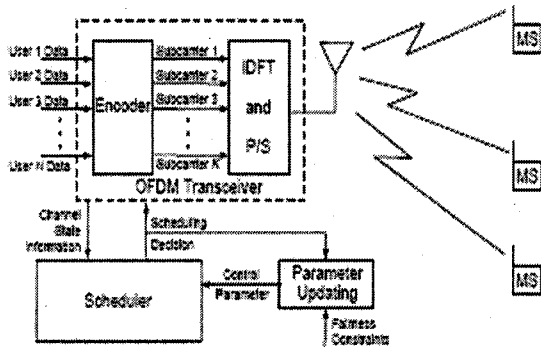 User 1 Data
User 2 Data
User 3 Data
User N Data
Encoder
Subcarrier 1
Subcarrier 2
Subcarrier 3
Subcarrier K
IDFT
and
P/S
OFDM Transceiver
MS
MS
MS
Channel
State
Information
Scheduling
Decision
Scheduler
Control
Parameter
Parameter
Updating
Fairness
Constraints